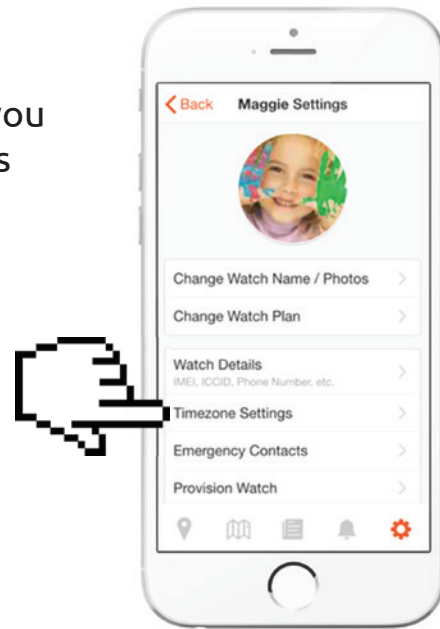 you
s
Back Maggie Settings
Change Watch Name / Photos
Change Watch Plan
Watch Details
IMEI, ICCID, Phone Number, etc.
Timezone Settings
Emergency Contacts
Provision Watch